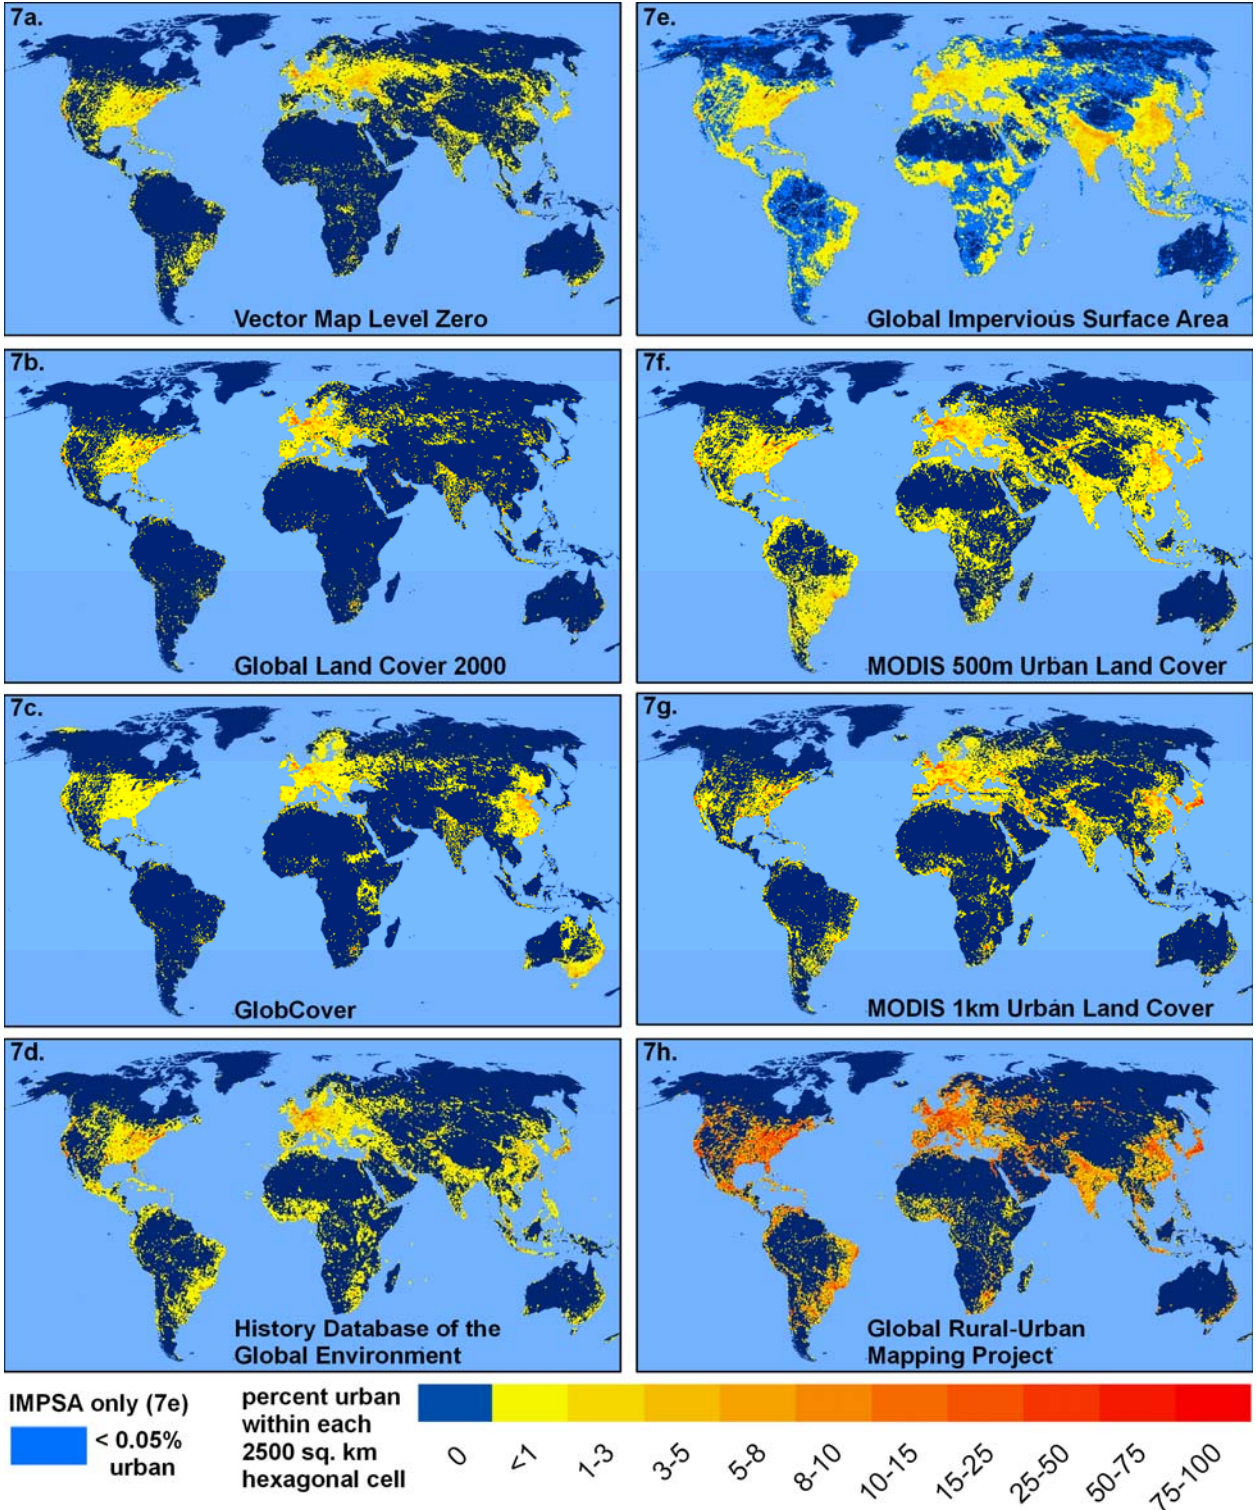 7a.
Vector Map Level Zero
7e.
Global Impervious Surface Area
7b.
Global Land Cover 2000
7f.
MODIS 500m Urban Land Cover
7c.
GlobCover
7g.
MODIS 1km Urban Land Cover
7d.
History Database of the
Global Environment
7h.
Global Rural-Urban
Mapping Project
IMPSA only (7e)
< 0.05%
urban
percent urban
within each
2500 sq. km
hexagonal cell
0
<1
1-3
3-5
5-8
8-10
10-15
15-25
25-50
50-75
75-100